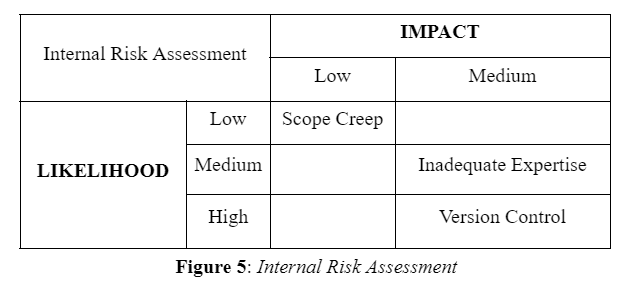 Internal Risk Assessment
IMPACT
Low Medium
LIKELIHOOD
Low Scope Creep
Medium Inadequate Expertise
High Version Control
Figure 5: Internal Risk Assessment